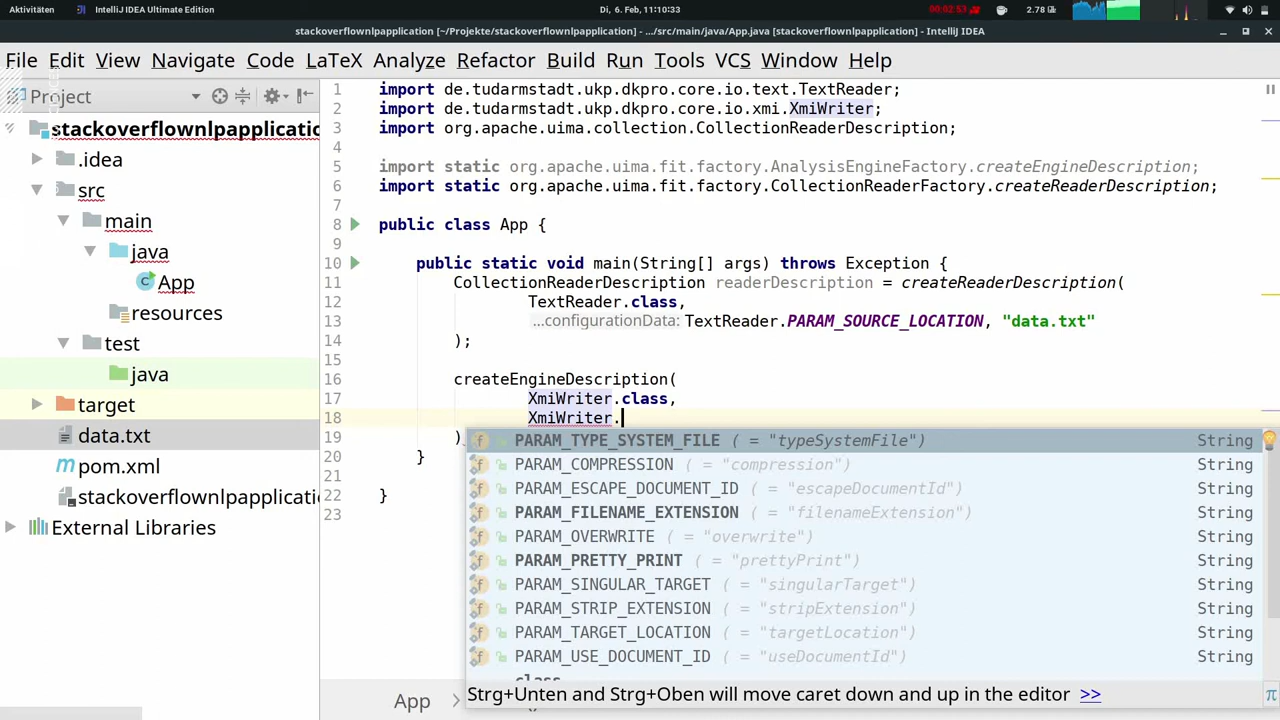 Aktivitäten IntelliJ IDEA Ultimate Edition Di, 6. Feb, 11:10:33 00:02:53 2.78
stackoverflownlpapplication [~/Projekte/stackoverflownlpapplication] - .../src/main/java/App.java [stackoverflownlpapplication] - IntelliJ IDEA
File Edit View Navigate Code LaTeX Analyze Refactor Build Run Tools VCS Window Help
Project
stackoverflownlpapplicatio
.idea
src
main
java
App
resources
test
java
target
data.txt
pom.xml
stackoverflownlpapplicatio
External Libraries
1 import de.tudarmstadt.ukp.dkpro.core.io.text.TextReader;
2 import de.tudarmstadt.ukp.dkpro.core.io.xmi.XmiWriter;
3 import org.apache.uima.collection.CollectionReaderDescription;
4
5 import static org.apache.uima.fit.factory.AnalysisEngineFactory.createEngineDescription;
6 import static org.apache.uima.fit.factory.CollectionReaderFactory.createReaderDescription;
7
8 public class App {
9
10 public static void main(String[] args) throws Exception {
11 CollectionReaderDescription readerDescription = createReaderDescription(
12 TextReader.class,
13 ...configurationData: TextReader.PARAM_SOURCE_LOCATION, "data.txt"
14 );
15
16 createEngineDescription(
17 XmiWriter.class,
18 XmiWriter.
19 )
20 }
21
22 }
23
PARAM_TYPE_SYSTEM_FILE ( = "typeSystemFile") String
PARAM_COMPRESSION ( = "compression") String
PARAM_ESCAPE_DOCUMENT_ID ( = "escapeDocumentId") String
PARAM_FILENAME_EXTENSION ( = "filenameExtension") String
PARAM_OVERWRITE ( = "overwrite") String
PARAM_PRETTY_PRINT ( = "prettyPrint") String
PARAM_SINGULAR_TARGET ( = "singularTarget") String
PARAM_STRIP_EXTENSION ( = "stripExtension") String
PARAM_TARGET_LOCATION ( = "targetLocation") String
PARAM_USE_DOCUMENT_ID ( = "useDocumentId") String
class
Strg+Unten and Strg+Oben will move caret down and up in the editor >> π
App